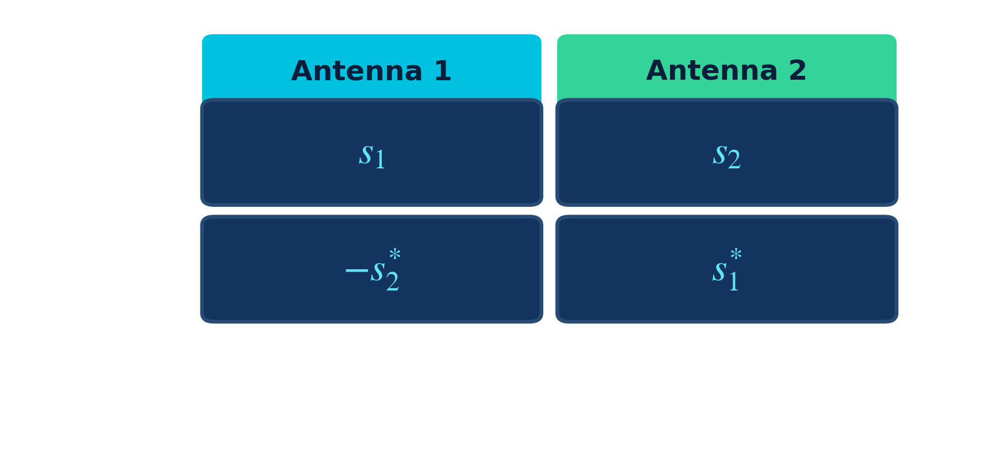 Antenna 1 Antenna 2
s₁ s₂
−s₂* s₁*